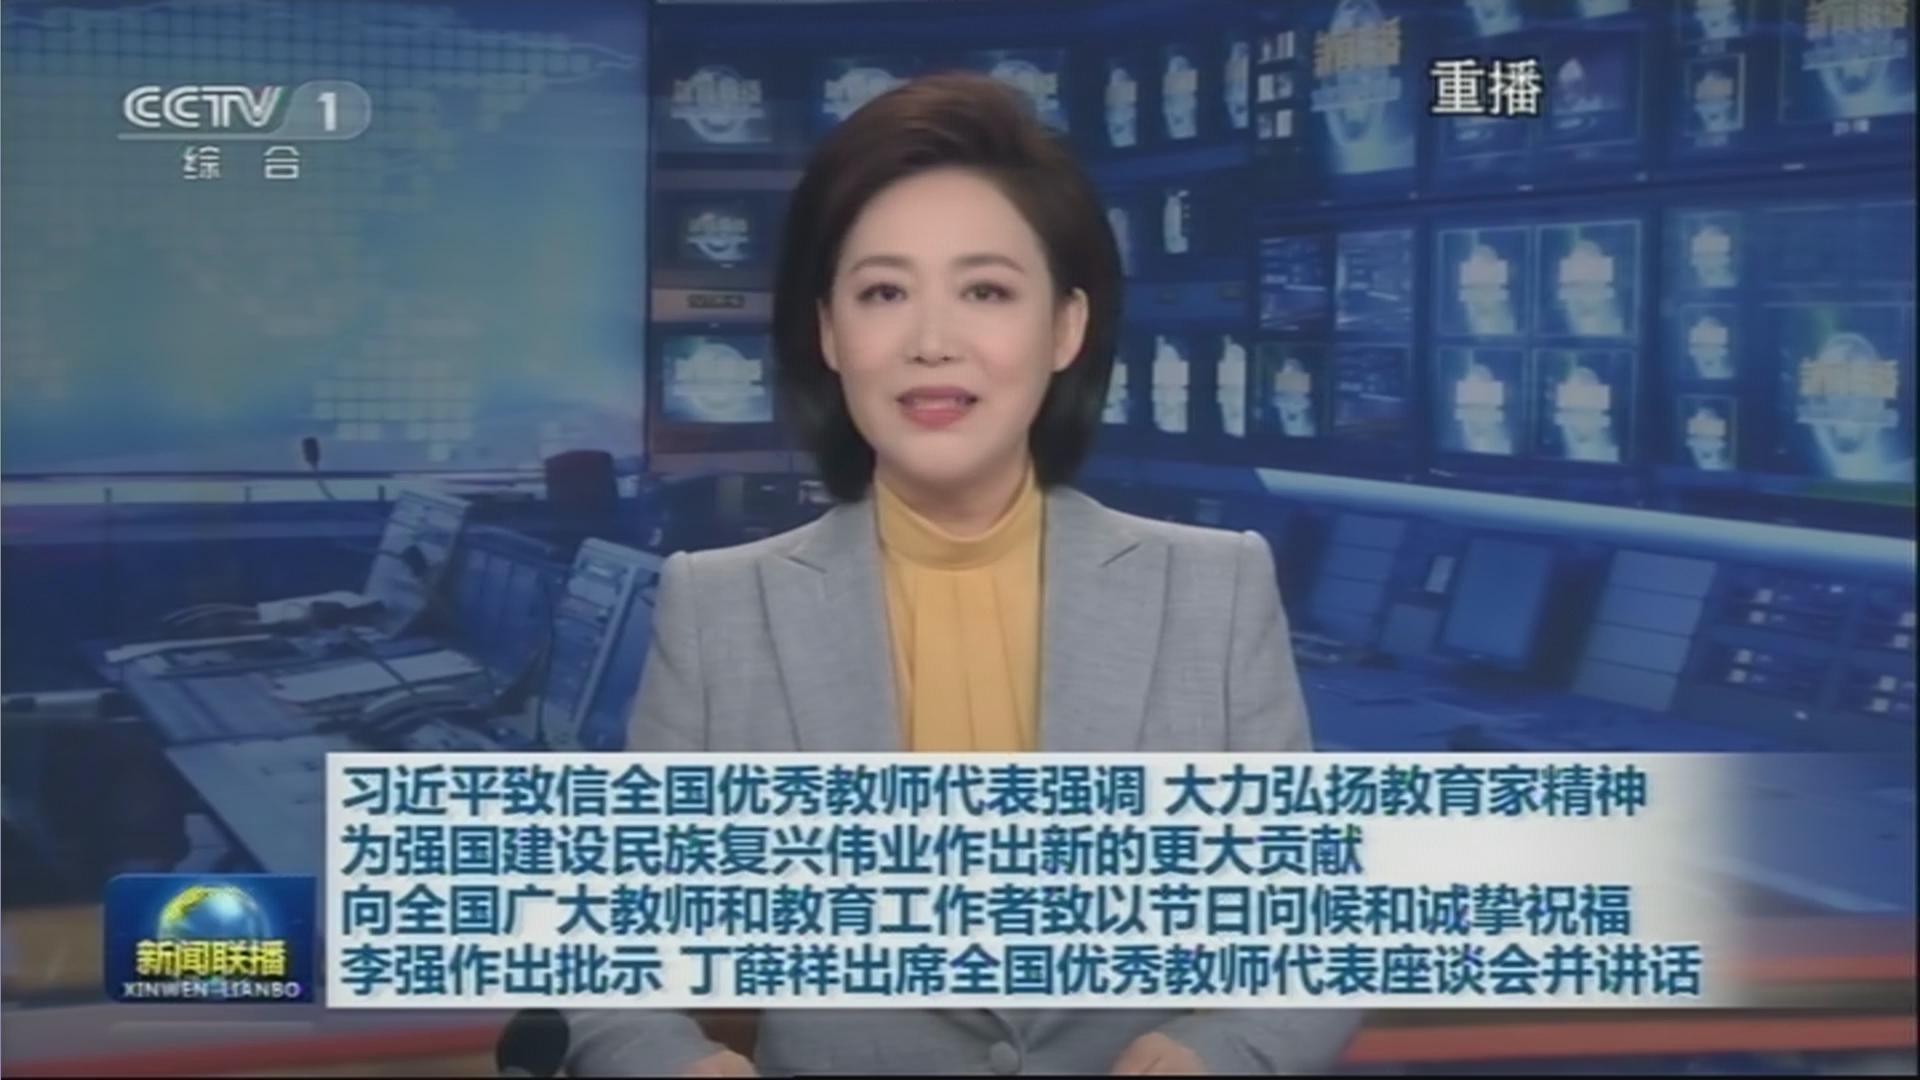 CCTV 1
综合
重播
习近平致信全国优秀教师代表强调 大力弘扬教育家精神
为强国建设民族复兴伟业作出新的更大贡献
向全国广大教师和教育工作者致以节日问候和诚挚祝福
李强作出批示 丁薛祥出席全国优秀教师代表座谈会并讲话
新闻联播
XINWEN LIANBO